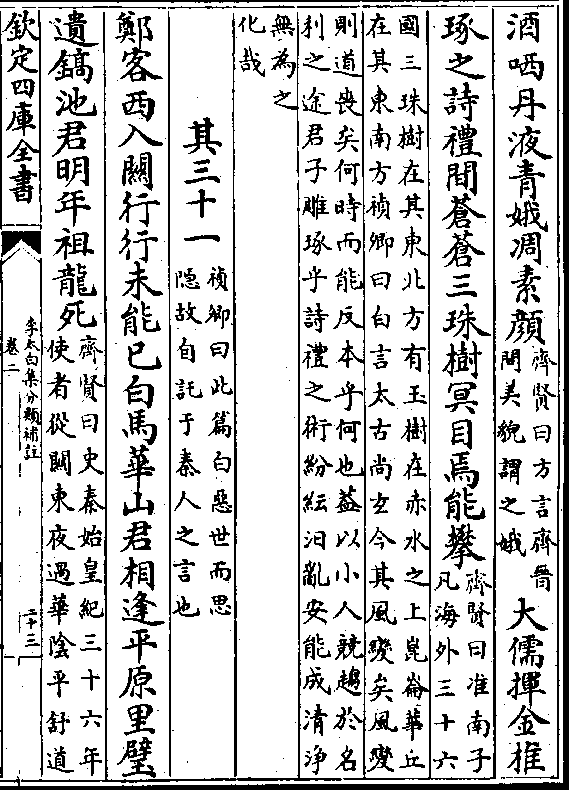 酒哂丹液青娥凋素顔齊賢曰方言齊晉間美貌謂之娥大儒揮金椎
琢之詩禮間蒼蒼三珠樹冥目焉能攀齊賢曰淮南子凡海外三十六
國三珠樹在其東北方有玉樹在赤水之上崑崙華丘
在其東南方禎卿曰白言太古尚玄今其風變矣風變
則道喪矣何時而能反本乎何也葢以小人競趨於名
利之途君子雕琢乎詩禮之術紛紜汩亂安能成清浄
無為之
化哉
其三十一禎卿曰此篇白惡世而思隠故自託于秦人之言也
鄭客西入關行行未能已白馬華山君相逢平原里璧
遺鎬池君明年祖龍死齊賢曰史秦始皇紀三十六年使者從關東夜過華陰平舒道
欽定四庫全書
李太白集分類補註
卷二
二十三